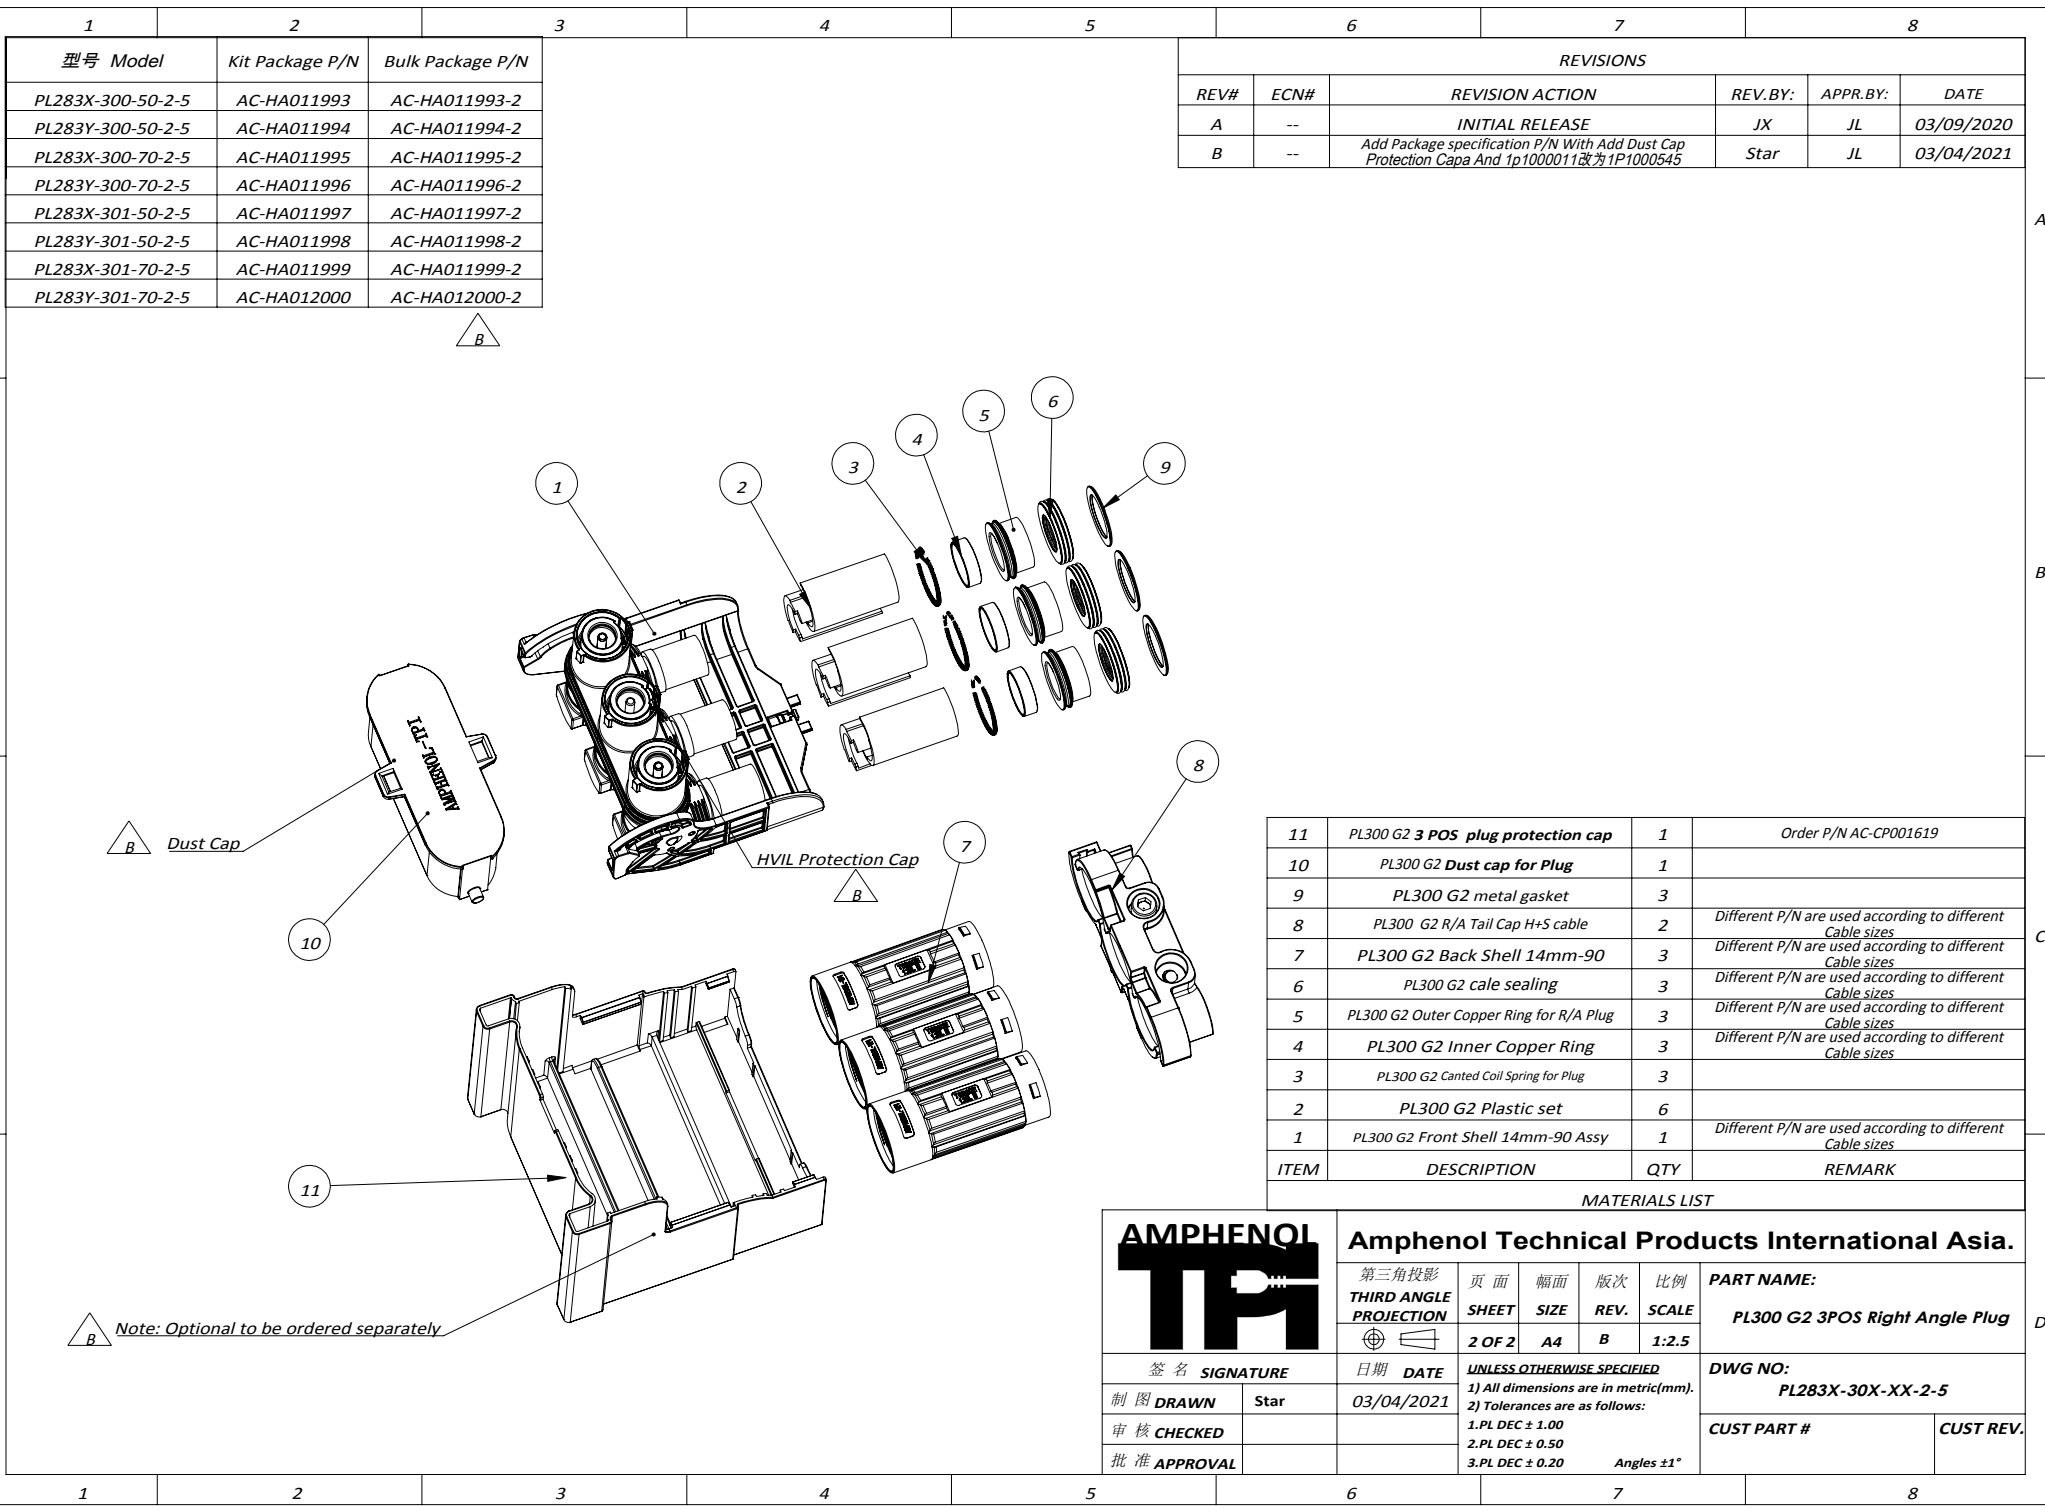 1 2 3 4 5 6 7 8
型号 Model Kit Package P/N Bulk Package P/N
PL283X-300-50-2-5 AC-HA011993 AC-HA011993-2
PL283Y-300-50-2-5 AC-HA011994 AC-HA011994-2
PL283X-300-70-2-5 AC-HA011995 AC-HA011995-2
PL283Y-300-70-2-5 AC-HA011996 AC-HA011996-2
PL283X-301-50-2-5 AC-HA011997 AC-HA011997-2
PL283Y-301-50-2-5 AC-HA011998 AC-HA011998-2
PL283X-301-70-2-5 AC-HA011999 AC-HA011999-2
PL283Y-301-70-2-5 AC-HA012000 AC-HA012000-2
B
REVISIONS
REV# ECN# REVISION ACTION REV.BY: APPR.BY: DATE
A -- INITIAL RELEASE JX JL 03/09/2020
B -- Add Package specification P/N With Add Dust Cap
Protection Capa And 1p1000011改为1P1000545 Star JL 03/04/2021
A
B
C
D
1
2
3
4
5
6
9
8
7
10
11
AMPHENOL-TPI
B Dust Cap
HVIL Protection Cap
B
B Note: Optional to be ordered separately
11 PL300 G2 3 POS plug protection cap 1 Order P/N AC-CP001619
10 PL300 G2 Dust cap for Plug 1
9 PL300 G2 metal gasket 3
8 PL300 G2 R/A Tail Cap H+S cable 2 Different P/N are used according to different
Cable sizes
7 PL300 G2 Back Shell 14mm-90 3 Different P/N are used according to different
Cable sizes
6 PL300 G2 cale sealing 3 Different P/N are used according to different
Cable sizes
5 PL300 G2 Outer Copper Ring for R/A Plug 3 Different P/N are used according to different
Cable sizes
4 PL300 G2 Inner Copper Ring 3 Different P/N are used according to different
Cable sizes
3 PL300 G2 Canted Coil Spring for Plug 3
2 PL300 G2 Plastic set 6
1 PL300 G2 Front Shell 14mm-90 Assy 1 Different P/N are used according to different
Cable sizes
ITEM DESCRIPTION QTY REMARK
MATERIALS LIST
AMPHENOL
TPi
Amphenol Technical Products International Asia.
第三角投影
THIRD ANGLE
PROJECTION
页 面 幅面 版次 比例
SHEET SIZE REV. SCALE
2 OF 2 A4 B 1:2.5
PART NAME:
PL300 G2 3POS Right Angle Plug
签 名 SIGNATURE 日期 DATE
制 图 DRAWN Star 03/04/2021
审 核 CHECKED
批 准 APPROVAL
UNLESS OTHERWISE SPECIFIED
1) All dimensions are in metric(mm).
2) Tolerances are as follows:
1.PL DEC ± 1.00
2.PL DEC ± 0.50
3.PL DEC ± 0.20 Angles ±1°
DWG NO:
PL283X-30X-XX-2-5
CUST PART # CUST REV.
1 2 3 4 5 6 7 8